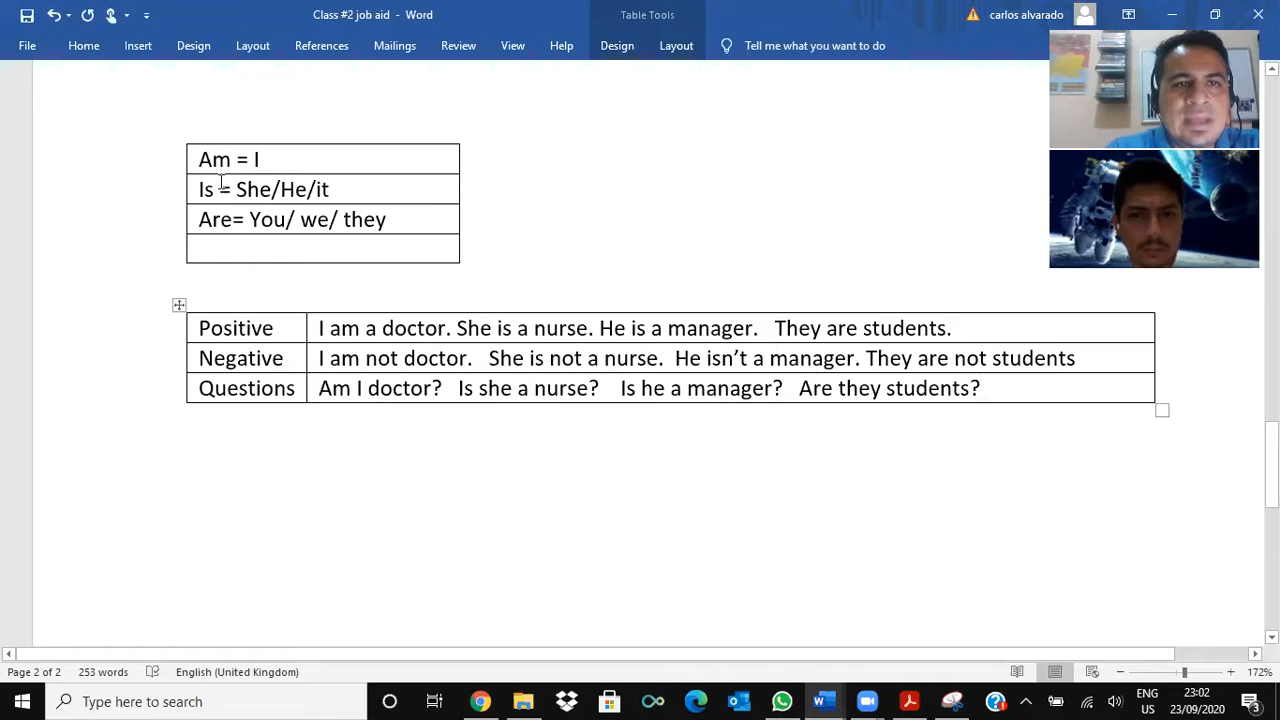 Class #2 job aid - Word
Table Tools
carlos alvarado
File Home Insert Design Layout References Mailings Review View Help Design Layout Tell me what you want to do
Am = I
Is = She/He/it
Are= You/ we/ they
Positive I am a doctor. She is a nurse. He is a manager. They are students.
Negative I am not doctor. She is not a nurse. He isn’t a manager. They are not students
Questions Am I doctor? Is she a nurse? Is he a manager? Are they students?
Page 2 of 2 253 words English (United Kingdom) 172%
Type here to search
ENG 23:02
US 23/09/2020 3